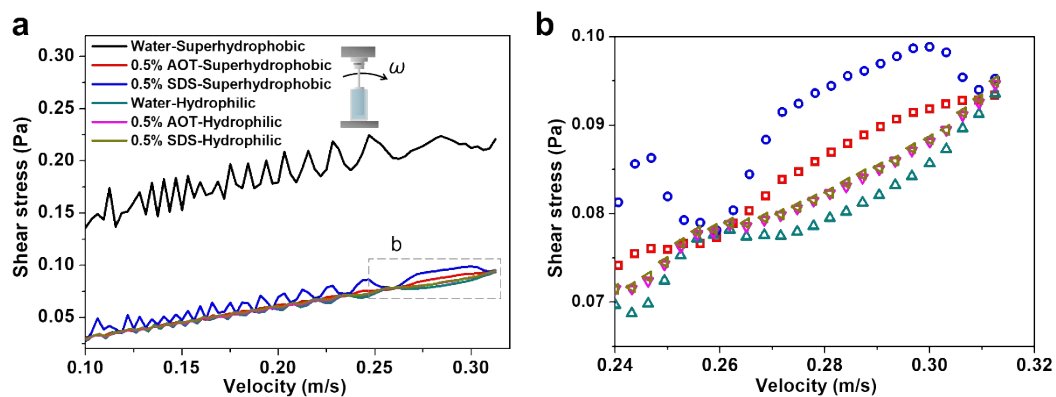 a
Shear stress (Pa)
0.30
0.25
0.20
0.15
0.10
0.05
Water-Superhydrophobic
0.5% AOT-Superhydrophobic
0.5% SDS-Superhydrophobic
Water-Hydrophilic
0.5% AOT-Hydrophilic
0.5% SDS-Hydrophilic
ω
b
0.10 0.15 0.20 0.25 0.30
Velocity (m/s)
b
Shear stress (Pa)
0.10
0.09
0.08
0.07
0.24 0.26 0.28 0.30 0.32
Velocity (m/s)